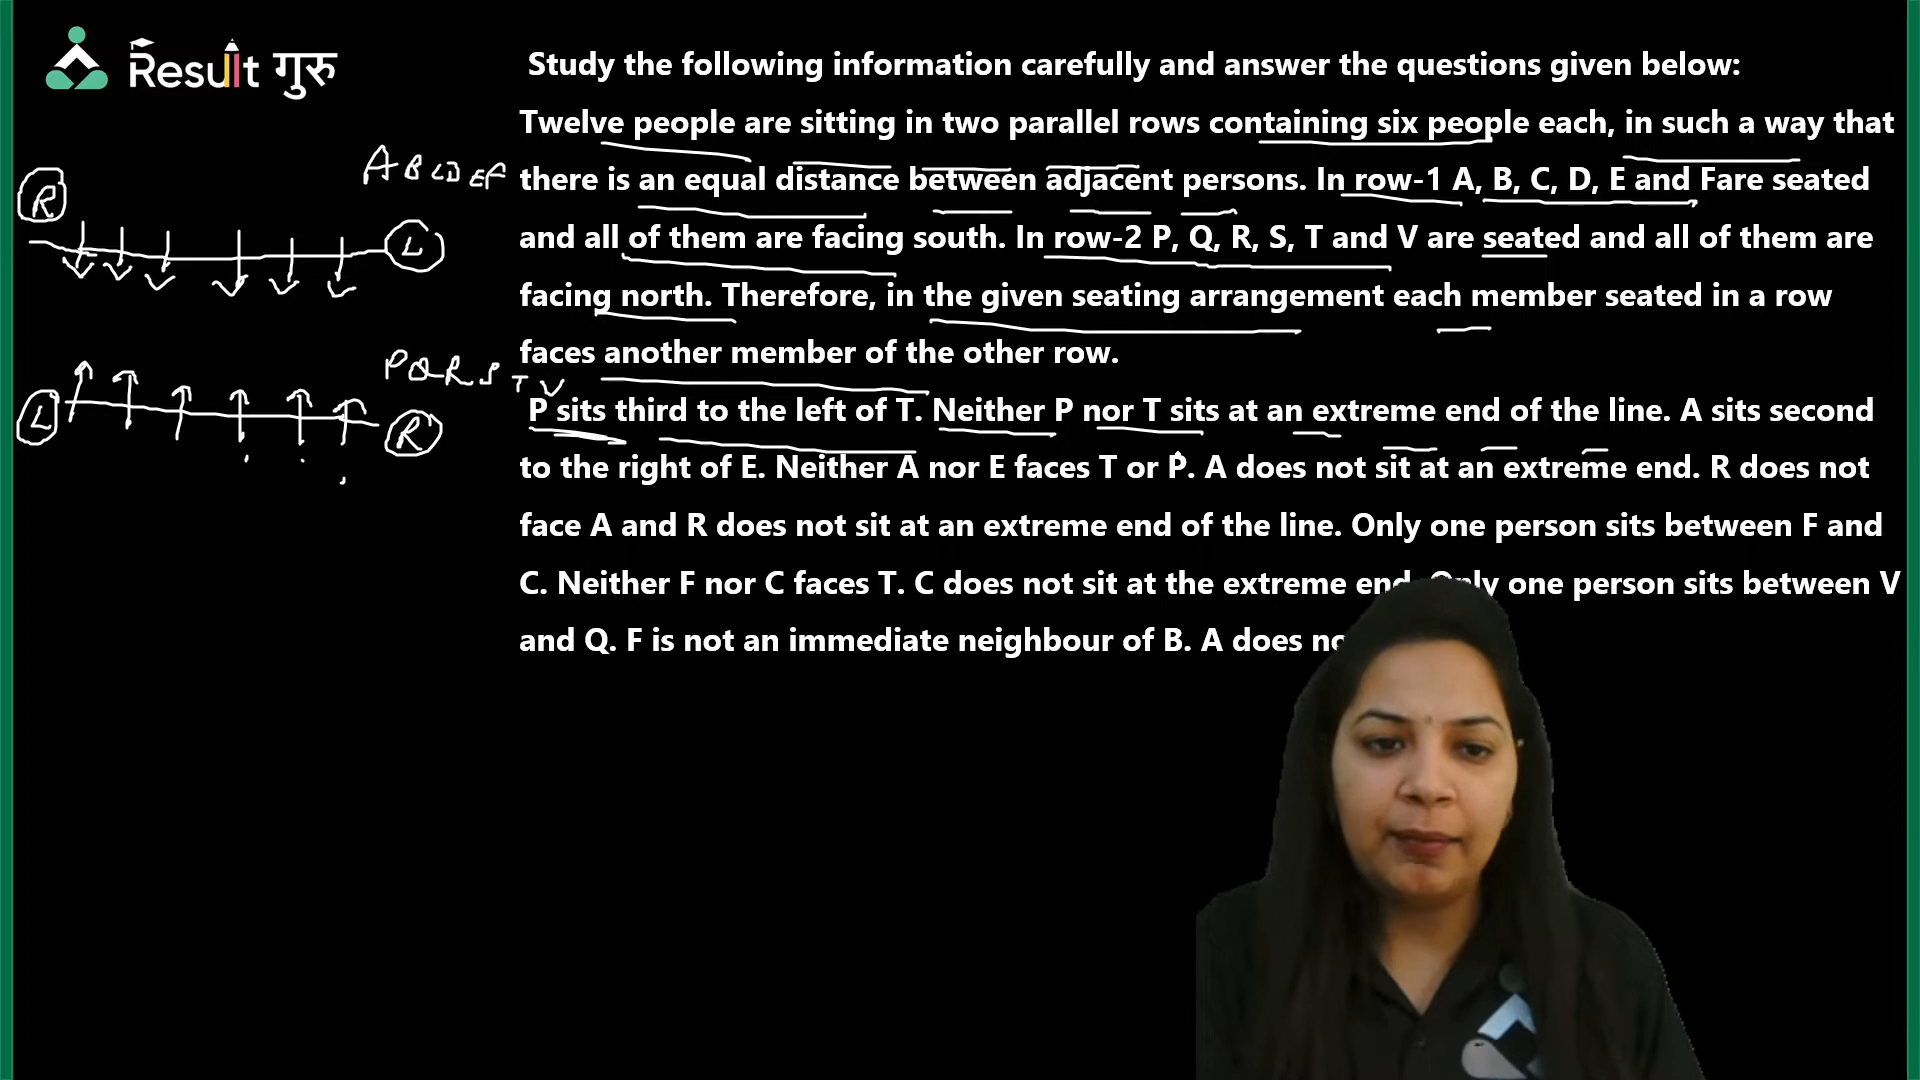 Result गुरु
Study the following information carefully and answer the questions given below:
Twelve people are sitting in two parallel rows containing six people each, in such a way that
there is an equal distance between adjacent persons. In row-1 A, B, C, D, E and Fare seated
and all of them are facing south. In row-2 P, Q, R, S, T and V are seated and all of them are
facing north. Therefore, in the given seating arrangement each member seated in a row
faces another member of the other row.
P sits third to the left of T. Neither P nor T sits at an extreme end of the line. A sits second
to the right of E. Neither A nor E faces T or P. A does not sit at an extreme end. R does not
face A and R does not sit at an extreme end of the line. Only one person sits between F and
C. Neither F nor C faces T. C does not sit at the extreme end. Only one person sits between V
and Q. F is not an immediate neighbour of B. A does
A B C D E F
R
L
P Q R S T V
L
R